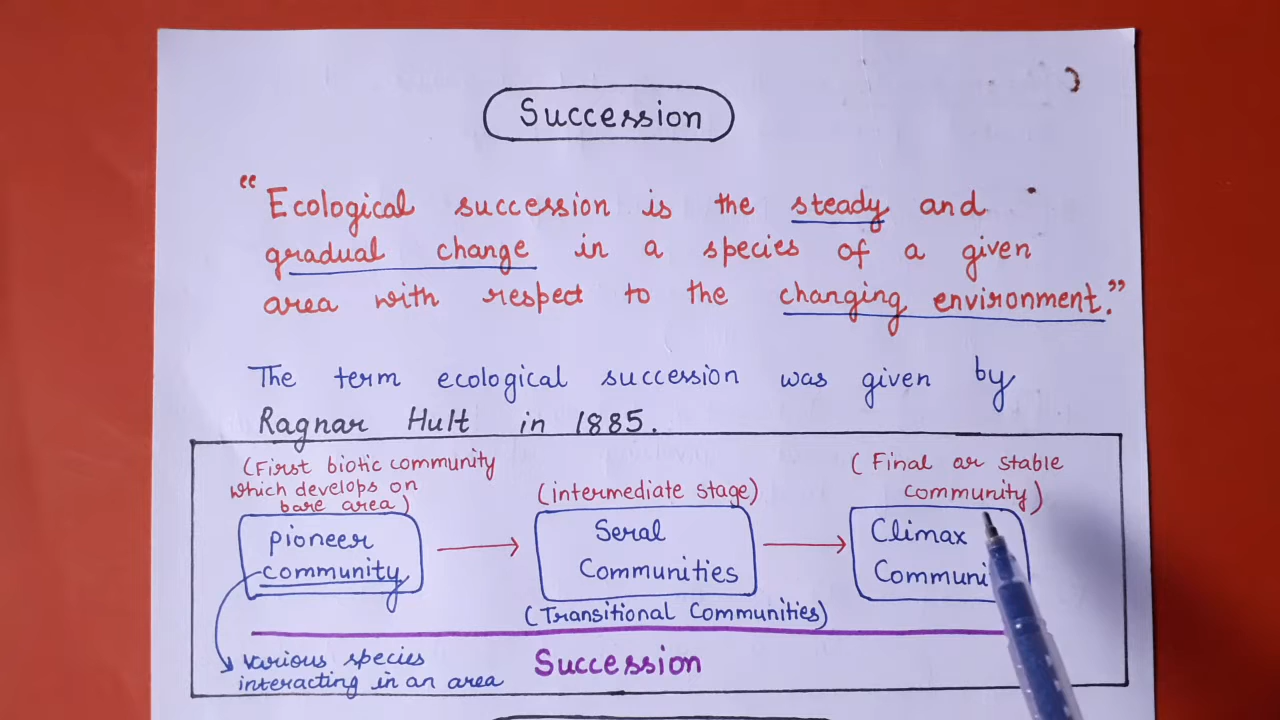 Succession
"Ecological succession is the steady and
gradual change in a species of a given
area with respect to the changing environment."
The term ecological succession was given by
Ragnar Hult in 1885.
(First biotic community
which develops on
bare area)
pioneer
community
various species
interacting in an area
(intermediate stage)
Seral
Communities
(Transitional Communities)
(Final or stable
community)
Climax
Communi
Succession